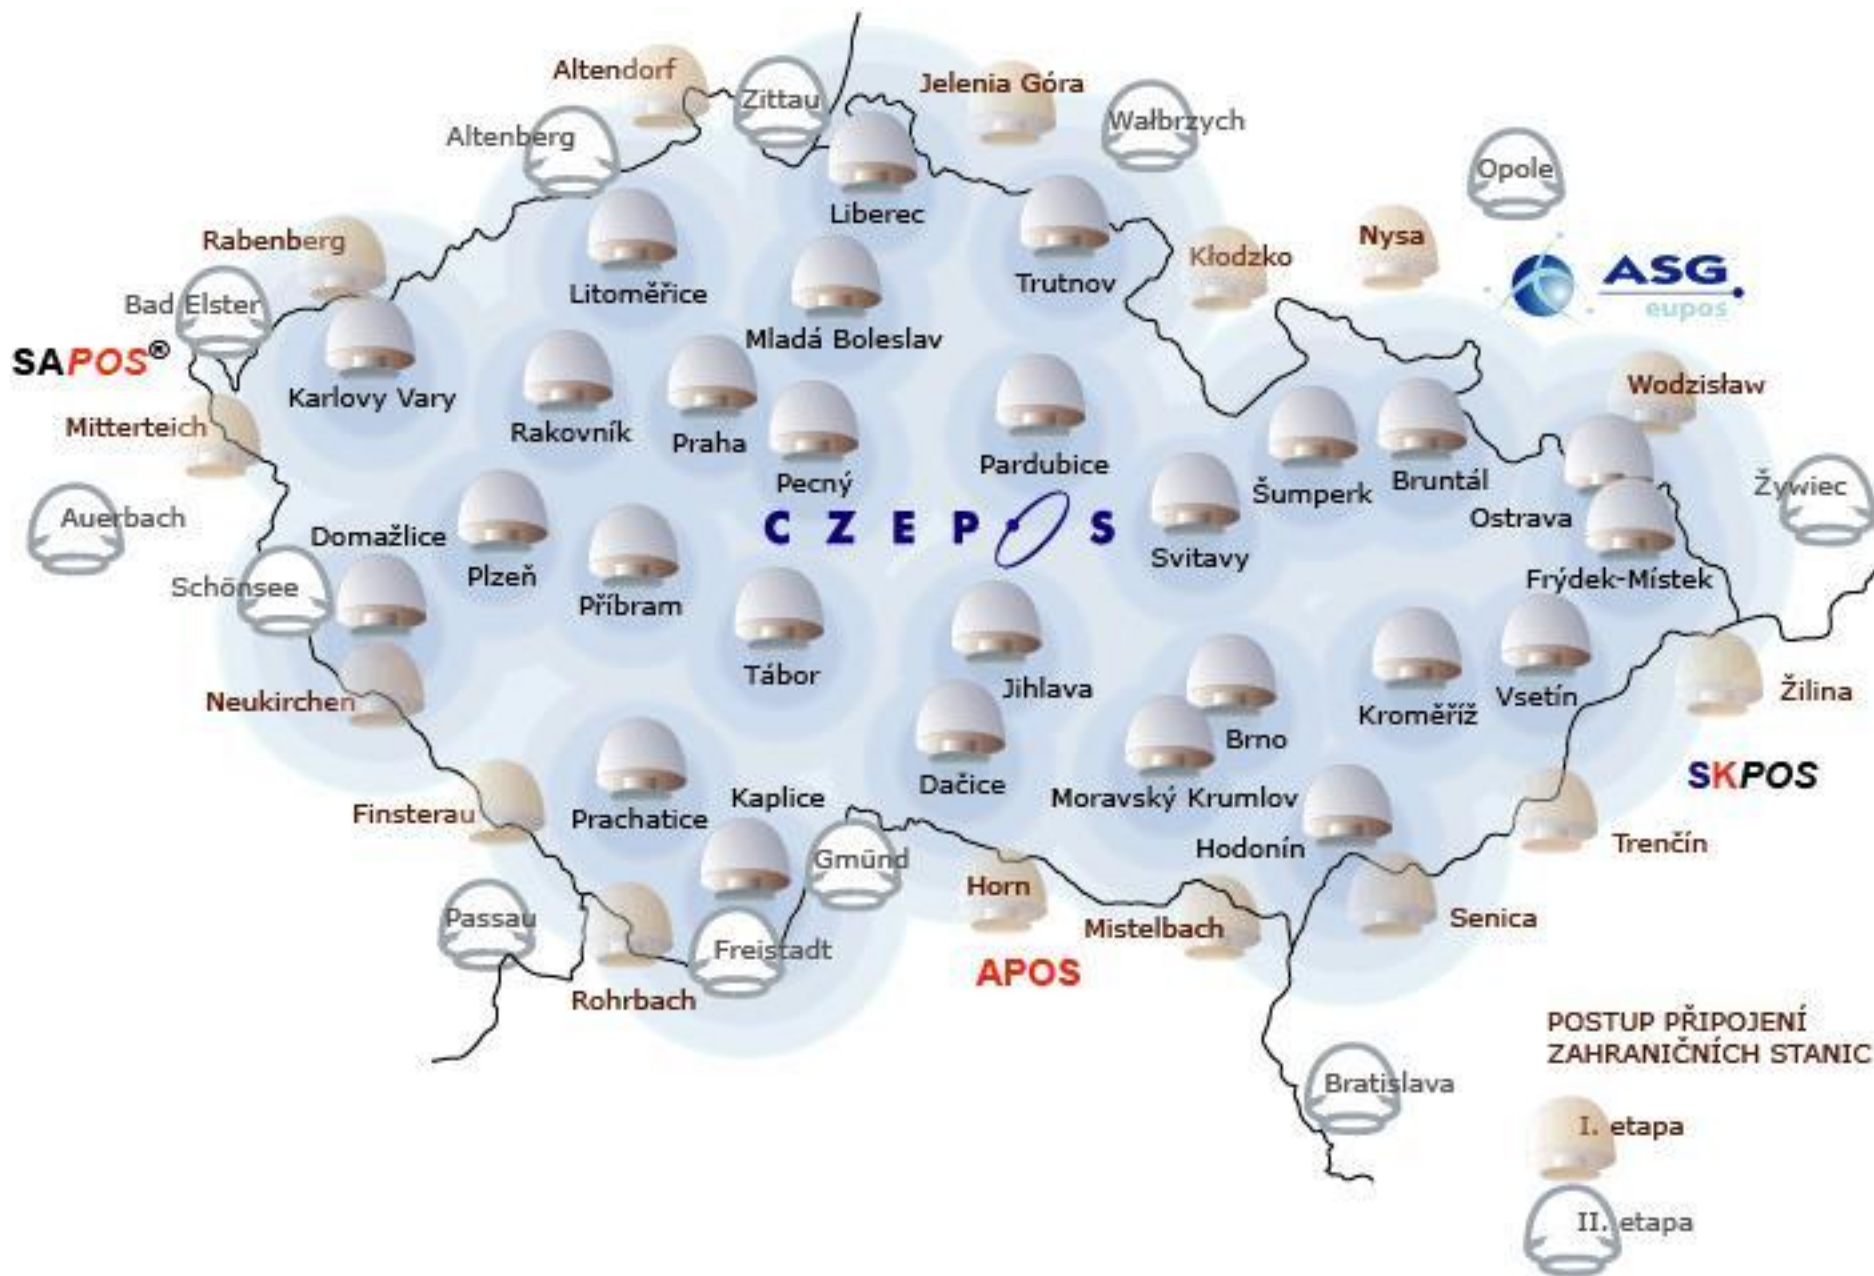 Altendorf
Zittau
Jelenia Góra
Wałbrzych
Altenberg
Opole
Liberec
Rabenberg
Nysa
Kłodzko
Trutnov
Litoměřice
ASG
eupos
Bad Elster
Mladá Boleslav
SAPOS®
Karlovy Vary
Wodzisław
Mitterteich
Rakovník
Praha
Pardubice
Pecný
Šumperk
Bruntál
Żywiec
Auerbach
Ostrava
CZEPOS
Domažlice
Svitavy
Plzeň
Frýdek-Místek
Schönsee
Příbram
Tábor
Jihlava
Žilina
Neukirchen
Vsetín
Kroměříž
Brno
SKPOS
Dačice
Kaplice
Moravský Krumlov
Finsterau
Prachatice
Trenčín
Hodonín
Gmünd
Horn
Passau
Senica
Mistelbach
Freistadt
APOS
Rohrbach
POSTUP PŘIPOJENÍ
ZAHRANIČNÍCH STANIC
Bratislava
I. etapa
II. etapa